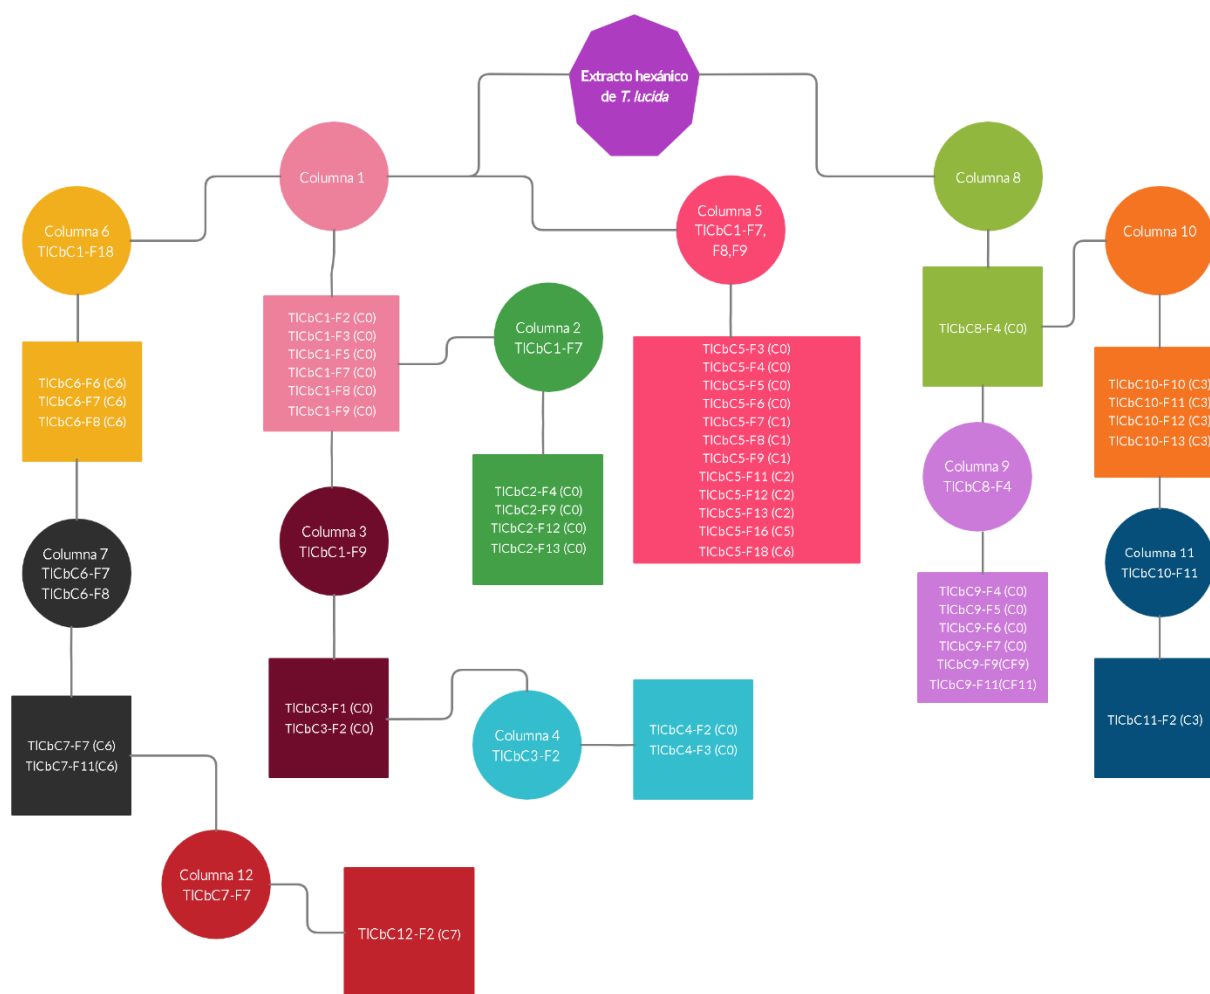 Extracto hexánico
de T. lucida
Columna 1
Columna 8
Columna 6
TlCbC1-F18
Columna 5
TlCbC1-F7,
F8,F9
Columna 10
TlCbC1-F2 (C0)
TlCbC1-F3 (C0)
TlCbC1-F5 (C0)
TlCbC1-F7 (C0)
TlCbC1-F8 (C0)
TlCbC1-F9 (C0)
Columna 2
TlCbC1-F7
TlCbC8-F4 (C0)
TlCbC6-F6 (C6)
TlCbC6-F7 (C6)
TlCbC6-F8 (C6)
TlCbC5-F3 (C0)
TlCbC5-F4 (C0)
TlCbC5-F5 (C0)
TlCbC5-F6 (C0)
TlCbC5-F7 (C1)
TlCbC5-F8 (C1)
TlCbC5-F9 (C1)
TlCbC5-F11 (C2)
TlCbC5-F12 (C2)
TlCbC5-F13 (C2)
TlCbC5-F16 (C5)
TlCbC5-F18 (C6)
TlCbC10-F10 (C3)
TlCbC10-F11 (C3)
TlCbC10-F12 (C3)
TlCbC10-F13 (C3)
Columna 9
TlCbC8-F4
TlCbC2-F4 (C0)
TlCbC2-F9 (C0)
TlCbC2-F12 (C0)
TlCbC2-F13 (C0)
Columna 3
TlCbC1-F9
Columna 7
TlCbC6-F7
TlCbC6-F8
Columna 11
TlCbC10-F11
TlCbC9-F4 (C0)
TlCbC9-F5 (C0)
TlCbC9-F6 (C0)
TlCbC9-F7 (C0)
TlCbC9-F9(CF9)
TlCbC9-F11(CF11)
TlCbC3-F1 (C0)
TlCbC3-F2 (C0)
Columna 4
TlCbC3-F2
TlCbC4-F2 (C0)
TlCbC4-F3 (C0)
TlCbC11-F2 (C3)
TlCbC7-F7 (C6)
TlCbC7-F11(C6)
Columna 12
TlCbC7-F7
TlCbC12-F2 (C7)